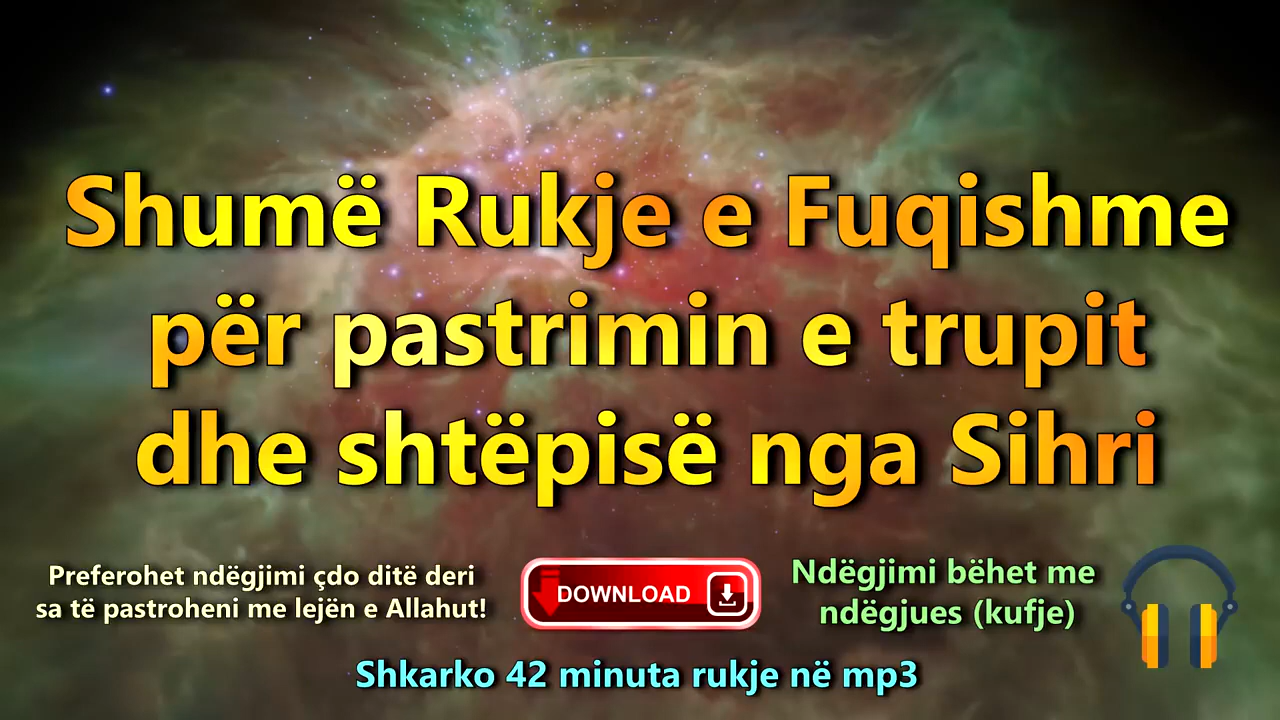 Shumë Rukje e Fuqishme
për pastrimin e trupit
dhe shtëpisë nga Sihri
Preferohet ndëgjimi çdo ditë deri
sa të pastroheni me lejën e Allahut!
DOWNLOAD
Ndëgjimi bëhet me
ndëgjues (kufje)
Shkarko 42 minuta rukje në mp3